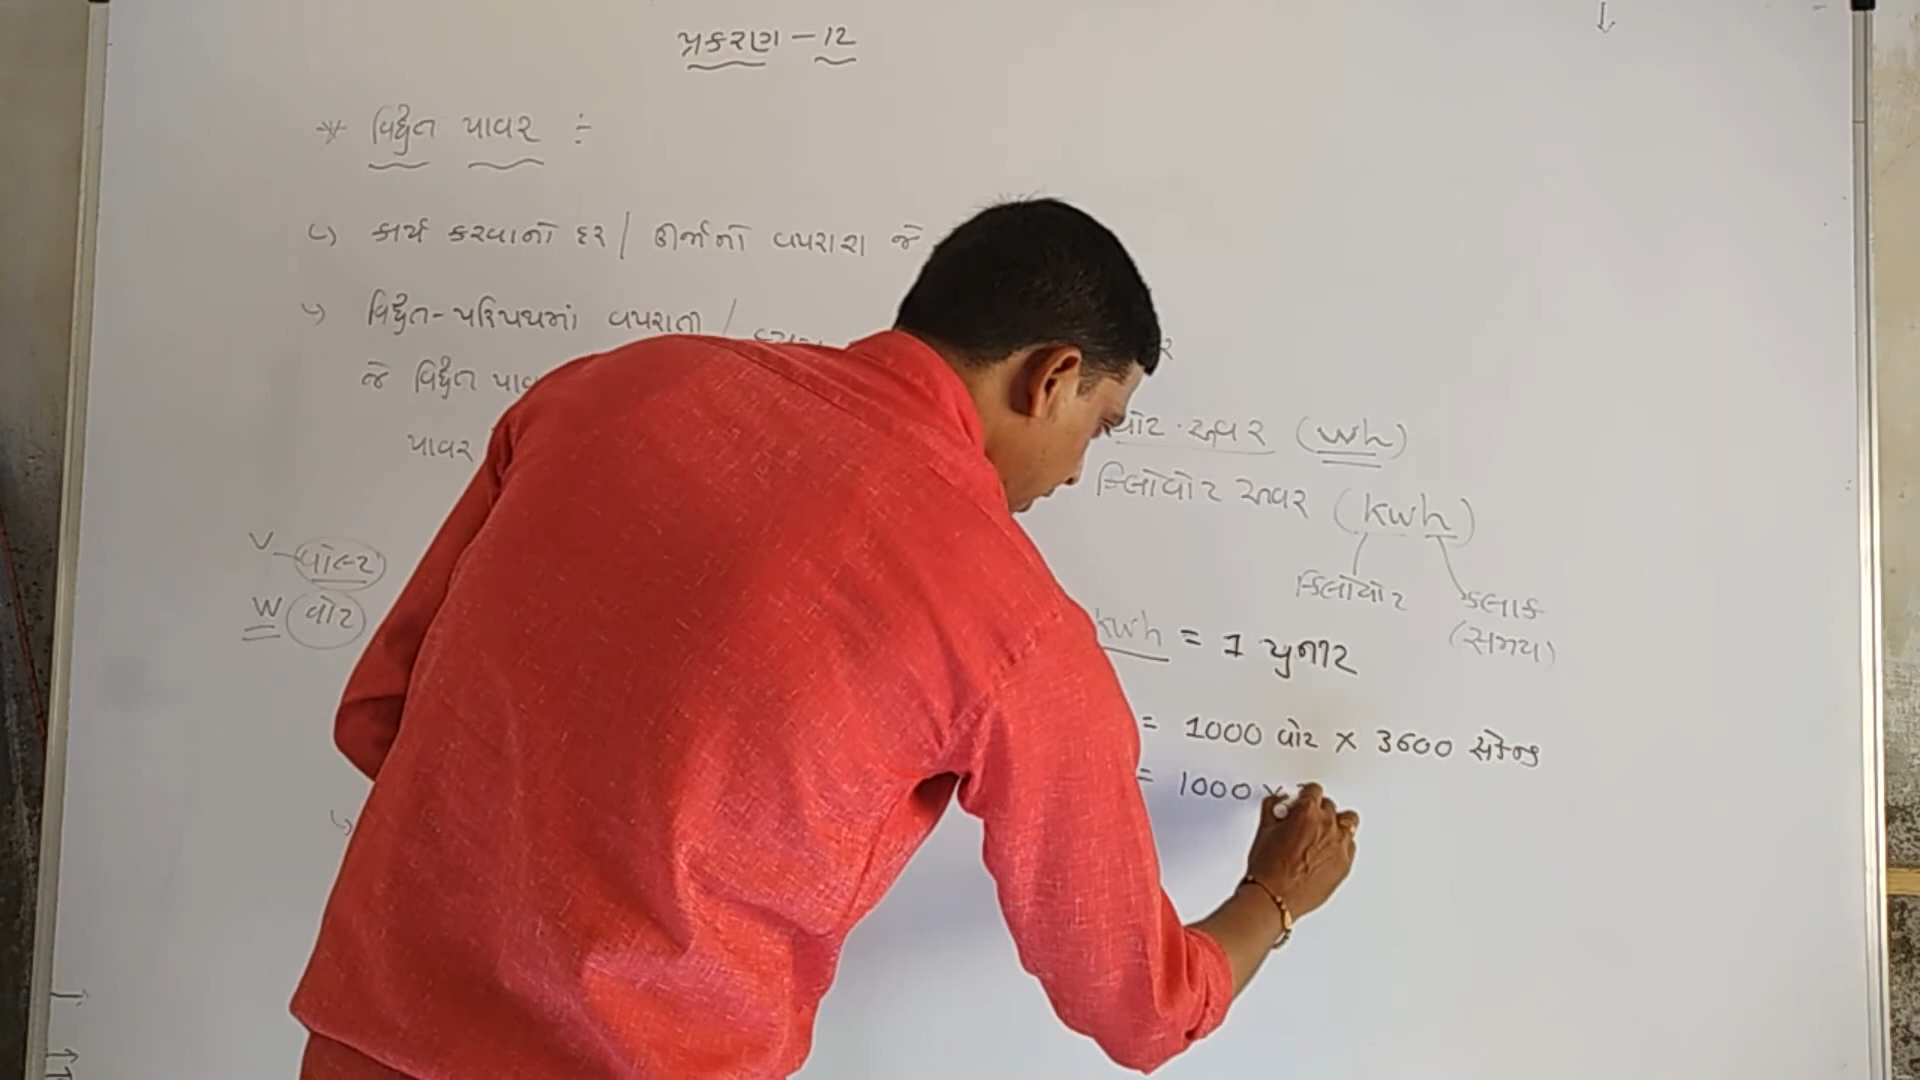 પ્રકરણ - 12
* વિદ્યુત પાવર :-
કાર્ય કરવાનો દર / ઊર્જાનો વપરાશ જે
વિદ્યુત-પરિપથમાં વપરાતી /
જે વિદ્યુત
પાવર
વોટ.અવર (Wh)
કિલોવોટ અવર (kwh)
કિલોવોટ
કલાક
(સમય)
V વોલ્ટ
W વોટ
kwh = 1 યુનીટ
= 1000 વોટ × 3600 સેકન્ડ
= 1000 ×